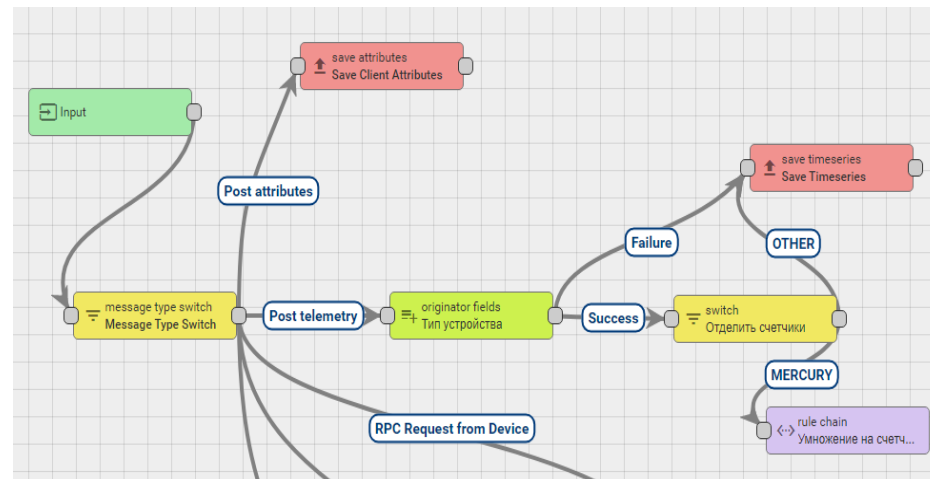 save attributes
Save Client Attributes
Input
save timeseries
Save Timeseries
Post attributes
Failure
OTHER
message type switch
Message Type Switch
Post telemetry
originator fields
Тип устройства
Success
switch
Отделить счетчики
MERCURY
RPC Request from Device
rule chain
Умножение на счетч...